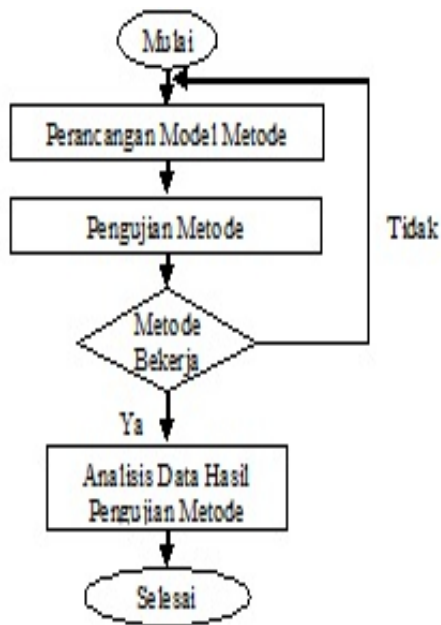 Mulai
Perancangan Model Metode
Pengujian Metode
Tidak
Metode
Bekerja
Ya
Analisis Data Hasil
Pengujian Metode
Selesai